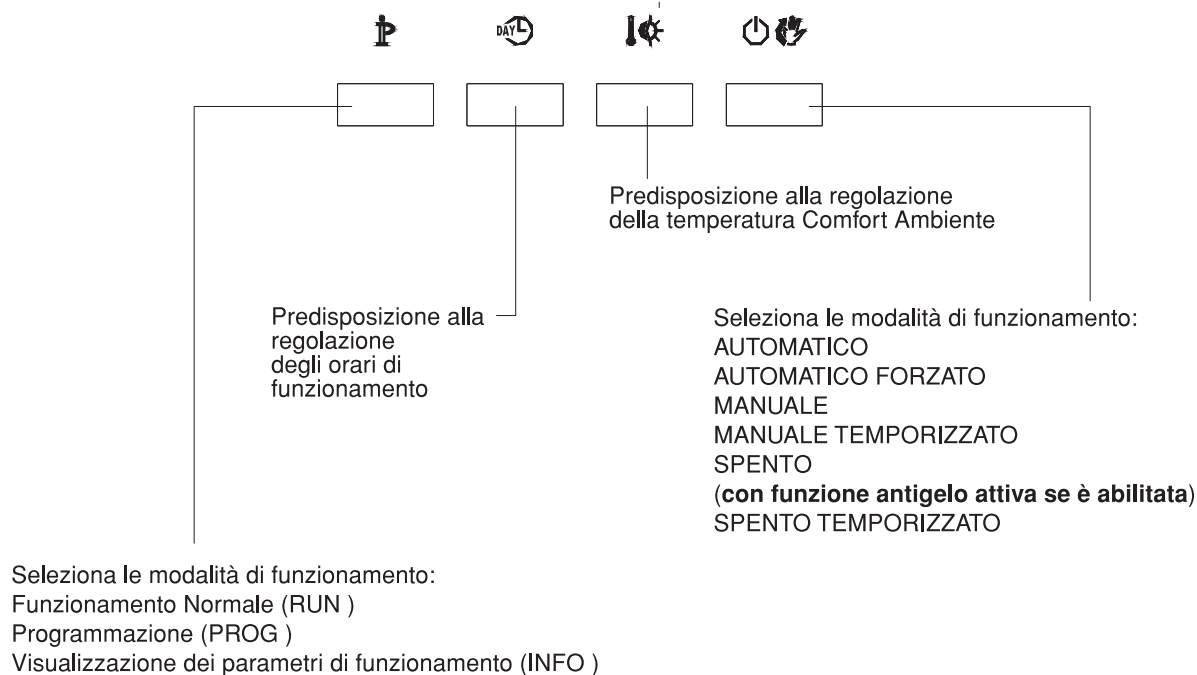 DAY
Predisposizione alla regolazione
della temperatura Comfort Ambiente
Predisposizione alla
regolazione
degli orari di
funzionamento
Seleziona le modalità di funzionamento:
AUTOMATICO
AUTOMATICO FORZATO
MANUALE
MANUALE TEMPORIZZATO
SPENTO
(con funzione antigelo attiva se è abilitata)
SPENTO TEMPORIZZATO
Seleziona le modalità di funzionamento:
Funzionamento Normale (RUN )
Programmazione (PROG )
Visualizzazione dei parametri di funzionamento (INFO )